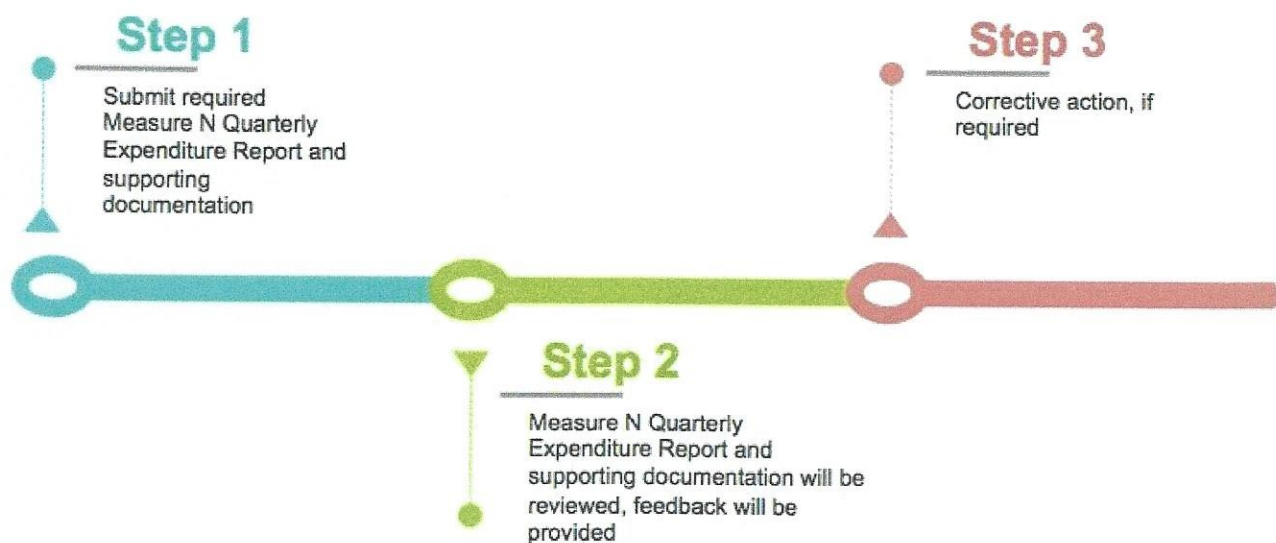 Step 1
Submit required
Measure N Quarterly
Expenditure Report and
supporting
documentation
Step 2
Measure N Quarterly
Expenditure Report and
supporting documentation will be
reviewed, feedback will be
provided
Step 3
Corrective action, if
required